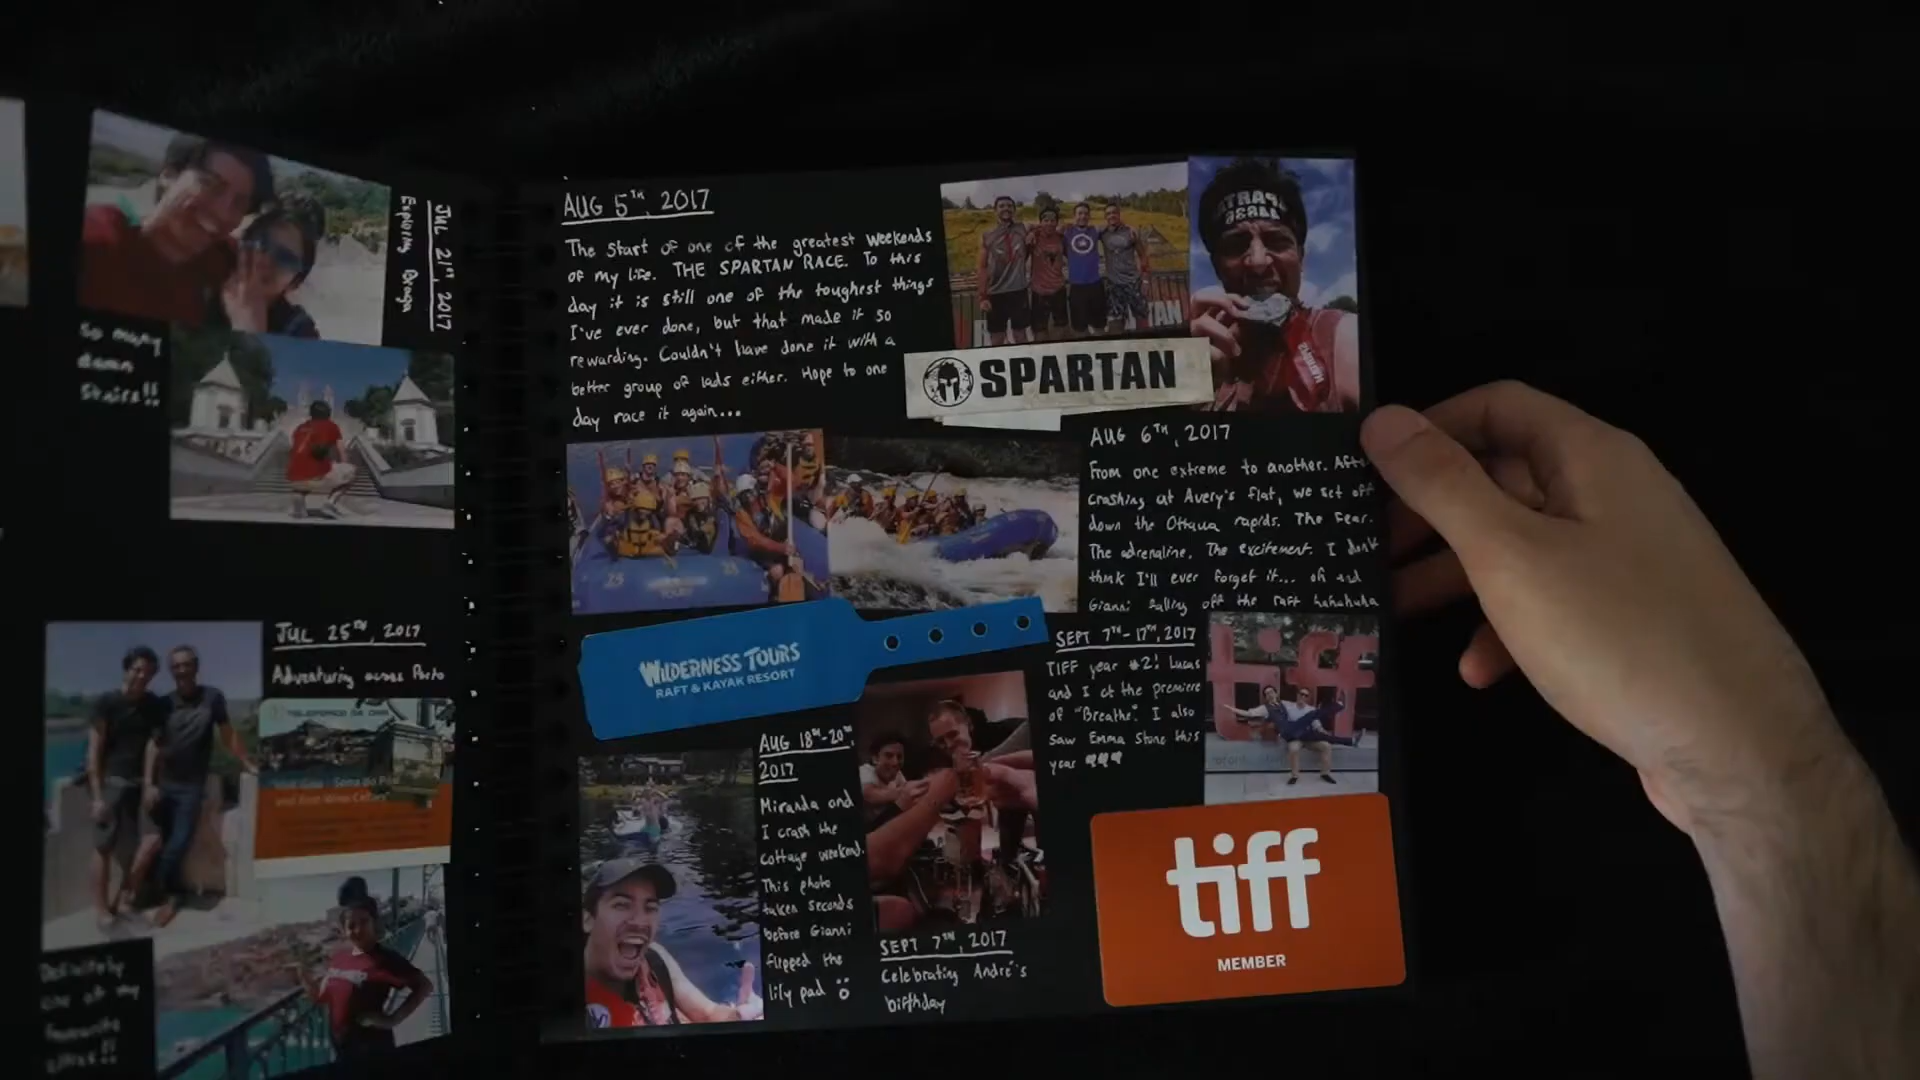 JUL 21ST, 2017
Exploring Braga
So many
damn
Stairs!!
JUL 25TH, 2017
Adventuring across Porto
Definitely
one of my
favourite
AUG 5TH, 2017
The start of one of the greatest weekends
of my life. THE SPARTAN RACE. To this
day it is still one of the toughest things
I've ever done, but that made it so
rewarding. Couldn't have done it with a
better group of lads either. Hope to one
day race it again...
SPARTAN
AUG 6TH, 2017
From one extreme to another. After
crashing at Avery's flat, we set off
down the Ottawa rapids. The Fear.
The adrenaline. The excitement. I don't
think I'll ever forget it... oh and
Gianni falling off the raft hahahaha
25
25
WILDERNESS TOURS
RAFT & KAYAK RESORT
AUG 18TH-20TH,
2017
Miranda and
I crash the
cottage weekend.
This photo
taken seconds
before Gianni
flipped the
lily pad
SEPT 7TH, 2017
Celebrating André's
birthday
SEPT 7TH-17TH, 2017
TIFF year #2! Lucas
and I at the premiere
of "Breathe". I also
saw Emma Stone this
year
tiff
tiff
MEMBER